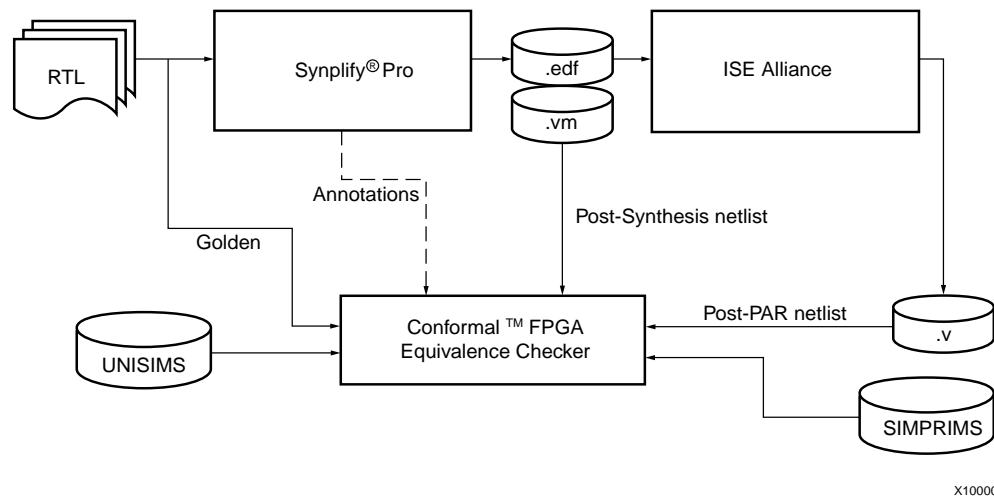 RTL
Synplify® Pro
.edf
.vm
ISE Alliance
Annotations
Post-Synthesis netlist
Golden
Conformal ™ FPGA
Equivalence Checker
UNISIMS
Post-PAR netlist
.v
SIMPRIMS
X10000